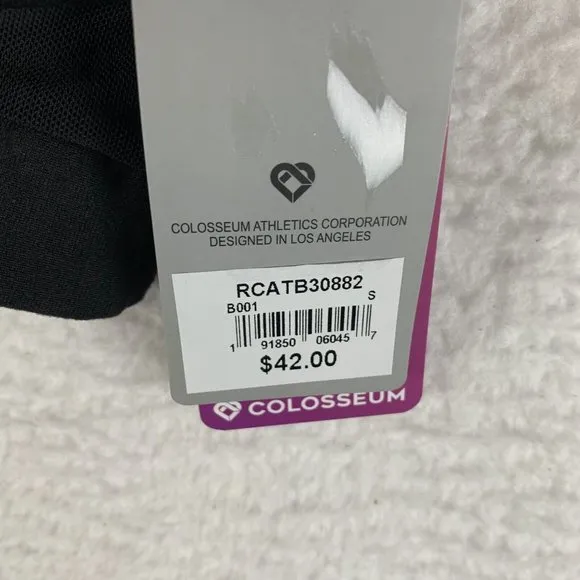 COLOSSEUM ATHLETICS CORPORATION
DESIGNED IN LOS ANGELES
RCATB30882
B001 S
1 91850 06045 7
$42.00
COLOSSEUM